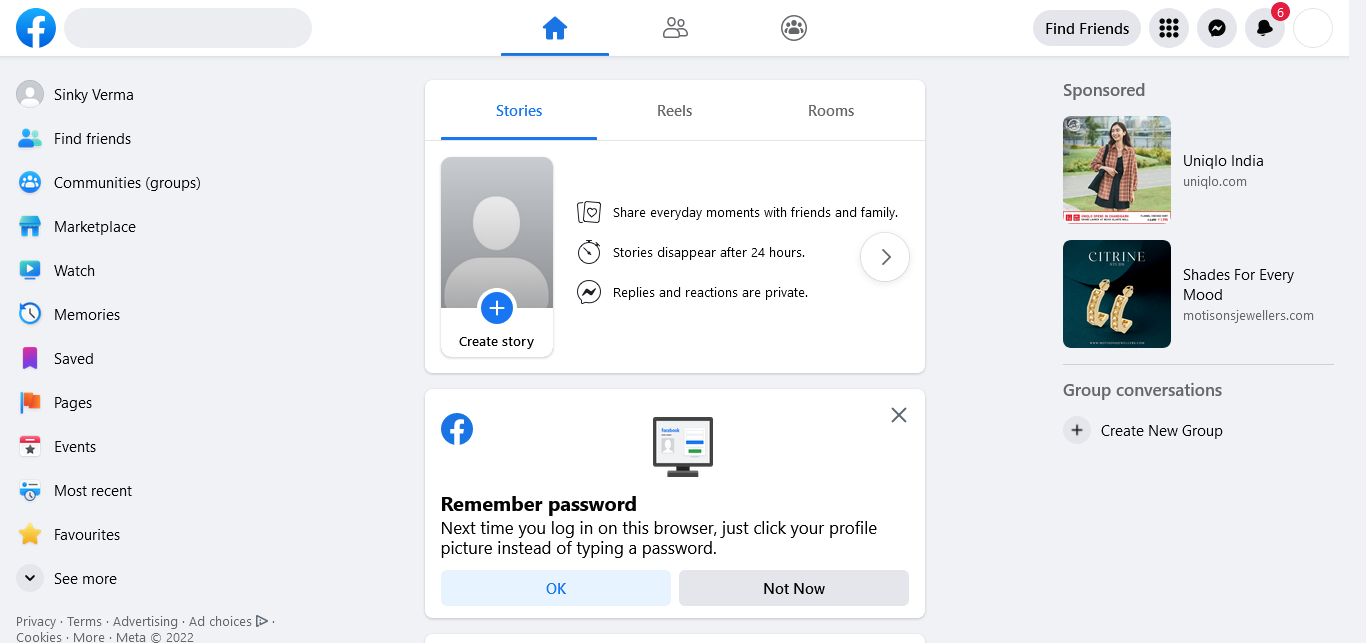 Find Friends
6
Sinky Verma
Find friends
Communities (groups)
Marketplace
Watch
Memories
Saved
Pages
Events
Most recent
Favourites
See more
Privacy · Terms · Advertising · Ad choices ·
Cookies · More · Meta © 2022
Stories
Reels
Rooms
Share everyday moments with friends and family.
Stories disappear after 24 hours.
Replies and reactions are private.
Create story
facebook
Remember password
Next time you log in on this browser, just click your profile
picture instead of typing a password.
OK
Not Now
Sponsored
Uniqlo India
uniqlo.com
CITRINE
Shades For Every
Mood
motisonsjewellers.com
WWW.MOTISONSJEWELLERS.COM
Group conversations
Create New Group